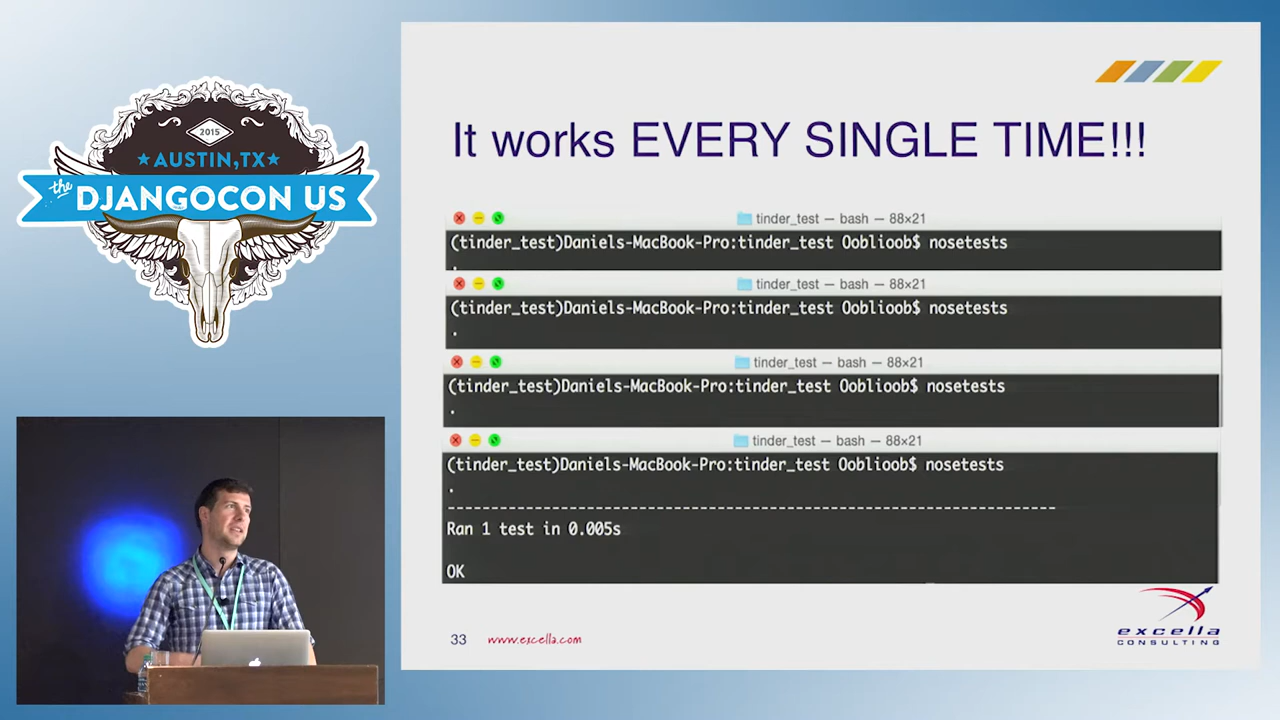 2015
★AUSTIN,TX★
the DJANGOCON US
It works EVERY SINGLE TIME!!!
tinder_test — bash — 88×21
(tinder_test)Daniels-MacBook-Pro:tinder_test Ooblioob$ nosetests
.
tinder_test — bash — 88×21
(tinder_test)Daniels-MacBook-Pro:tinder_test Ooblioob$ nosetests
.
tinder_test — bash — 88×21
(tinder_test)Daniels-MacBook-Pro:tinder_test Ooblioob$ nosetests
.
tinder_test — bash — 88×21
(tinder_test)Daniels-MacBook-Pro:tinder_test Ooblioob$ nosetests
.
----------------------------------------------------------------------
Ran 1 test in 0.005s
OK
33 www.excella.com
excella
CONSULTING